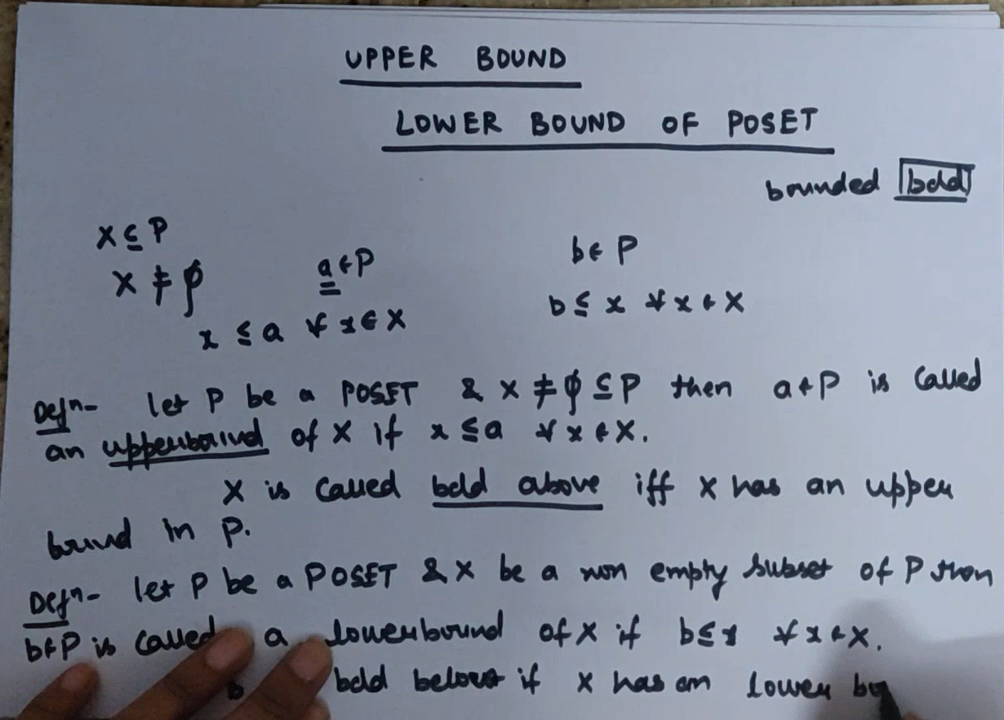 UPPER BOUND
LOWER BOUND OF POSET
bounded bdd
X ⊆ P
X ≠ ϕ a ∈ P b ∈ P
x ≤ a ∀ x ∈ X b ≤ x ∀ x ∈ X
Defn- let P be a POSET & X ≠ ϕ ⊆ P then a ∈ P is called
an upperbound of X if x ≤ a ∀ x ∈ X.
X is called bdd above iff X has an upper
bound in P.
Defn- let P be a POSET & X be a non empty subset of P then
b ∈ P is called a lowerbound of X if b ≤ x ∀ x ∈ X.
bdd below if X has an lower